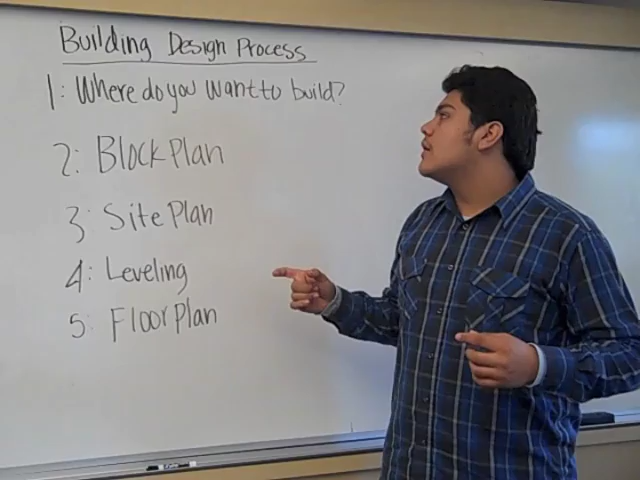 Building Design Process
1: Where do you want to build?
2: Block Plan
3: Site Plan
4: Leveling
5: Floor Plan